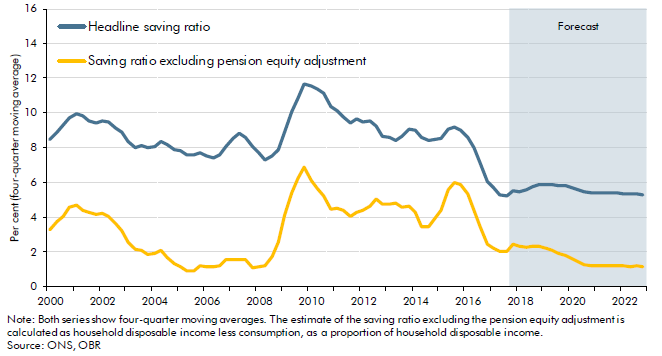 16
14
12
10
8
6
4
2
0
Per cent (four-quarter moving average)
Headline saving ratio
Saving ratio excluding pension equity adjustment
Forecast
2000 2002 2004 2006 2008 2010 2012 2014 2016 2018 2020 2022
Note: Both series show four-quarter moving averages. The estimate of the saving ratio excluding the pension equity adjustment is
calculated as household disposable income less consumption, as a proportion of household disposable income.
Source: ONS, OBR